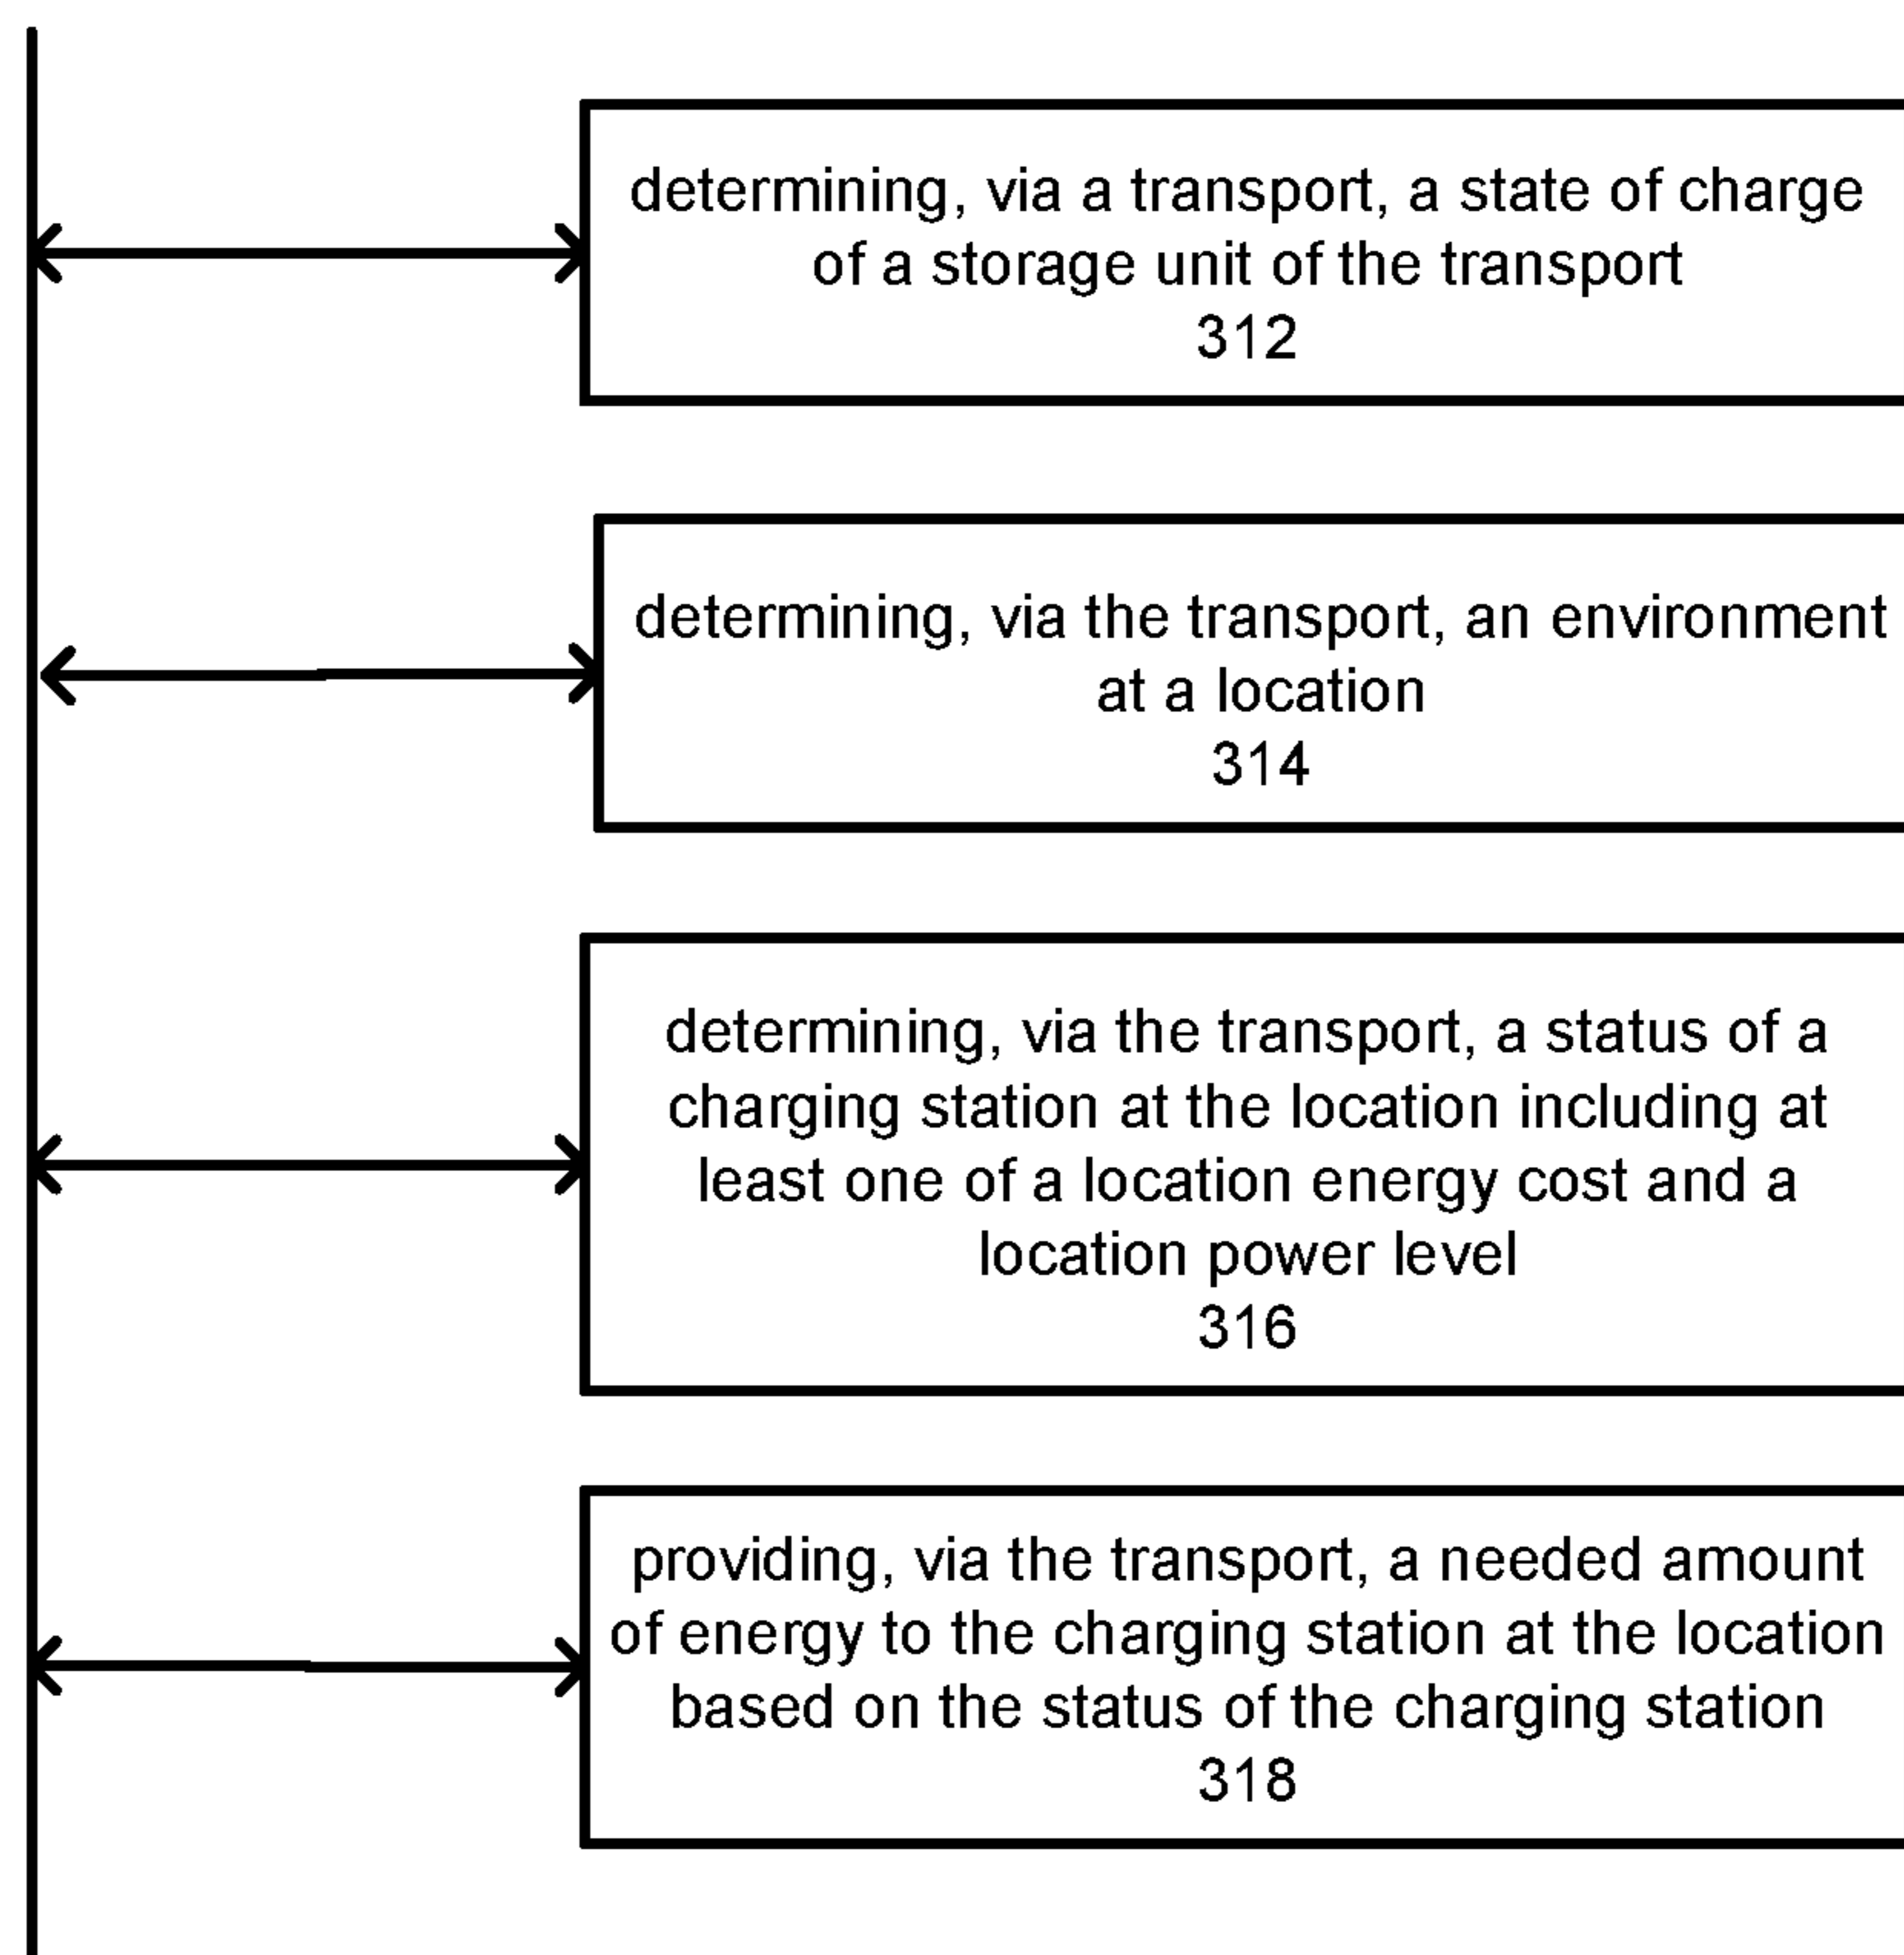 determining, via a transport, a state of charge
of a storage unit of the transport
312
determining, via the transport, an environment
at a location
314
determining, via the transport, a status of a
charging station at the location including at
least one of a location energy cost and a
location power level
316
providing, via the transport, a needed amount
of energy to the charging station at the location
based on the status of the charging station
318